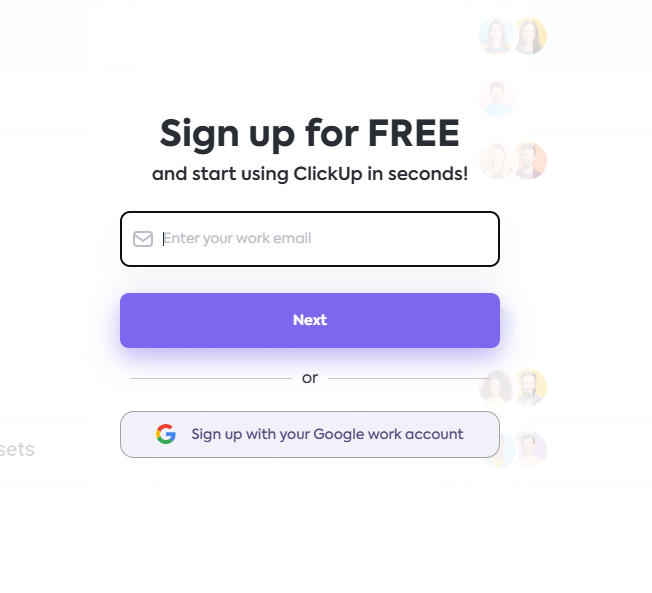 Sign up for FREE
and start using ClickUp in seconds!
Enter your work email
Next
or
Sign up with your Google work account
sets